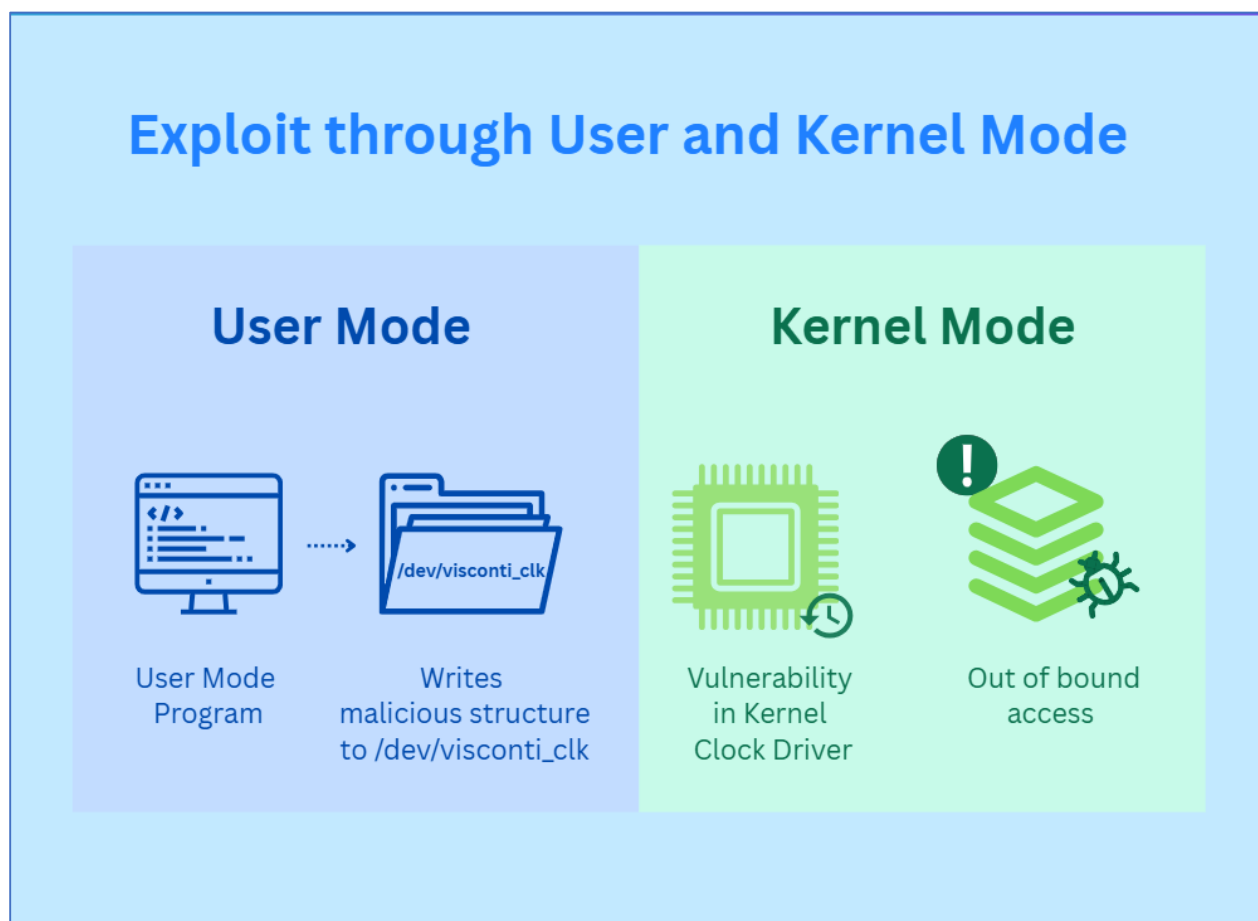 Exploit through User and Kernel Mode
User Mode
Kernel Mode
</>
/dev/visconti_clk
User Mode
Program
Writes
malicious structure
to /dev/visconti_clk
!
Vulnerability
in Kernel
Clock Driver
Out of bound
access